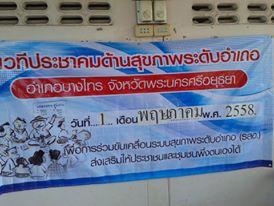 เวทีประชาคมด้านสุขภาพระดับอำเภอ
อำเภอบางไทร จังหวัดพระนครศรีอยุธยา
วันที่..1...เดือน พฤษภาคม พ.ศ. 2558.
เพื่อการร่วมขับเคลื่อนระบบสุขภาพระดับอำเภอ (รสอ.)
ส่งเสริมให้ประชาชนและชุมชนพึ่งตนเองได้